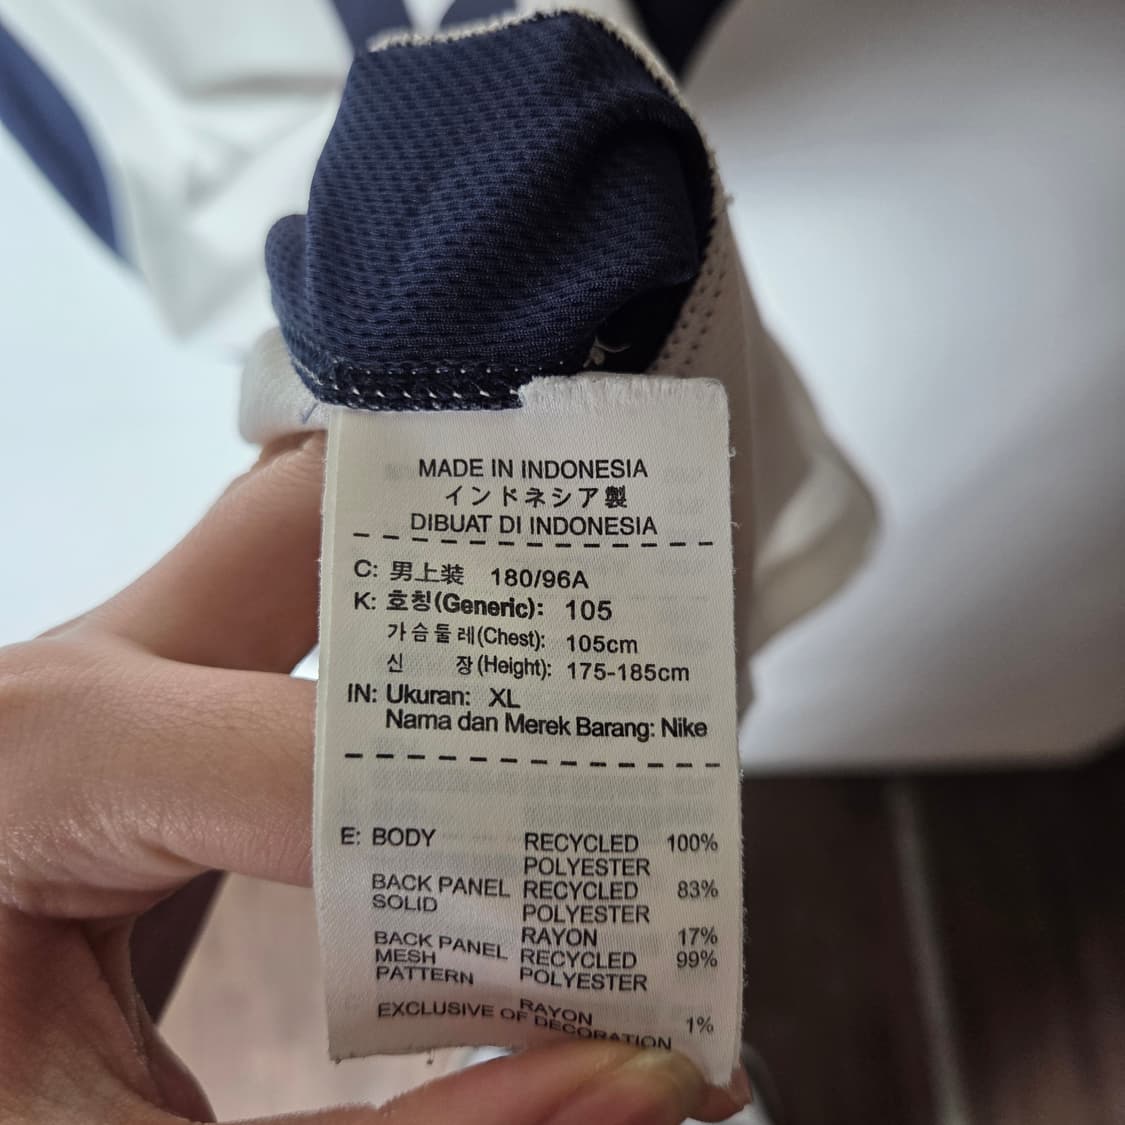 MADE IN INDONESIA
インドネシア製
DIBUAT DI INDONESIA
C: 男上装 180/96A
K: 호칭(Generic): 105
가슴둘레(Chest): 105cm
신 장(Height): 175-185cm
IN: Ukuran: XL
Nama dan Merek Barang: Nike
E: BODY RECYCLED 100%
POLYESTER
BACK PANEL RECYCLED 83%
SOLID POLYESTER
RAYON 17%
BACK PANEL RECYCLED 99%
MESH POLYESTER
PATTERN
RAYON 1%
EXCLUSIVE OF DECORATION